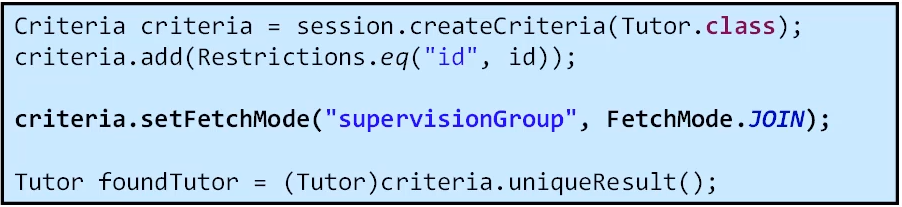 Criteria criteria = session.createCriteria(Tutor.class);
criteria.add(Restrictions.eq("id", id));
criteria.setFetchMode("supervisionGroup", FetchMode.JOIN);
Tutor foundTutor = (Tutor)criteria.uniqueResult();